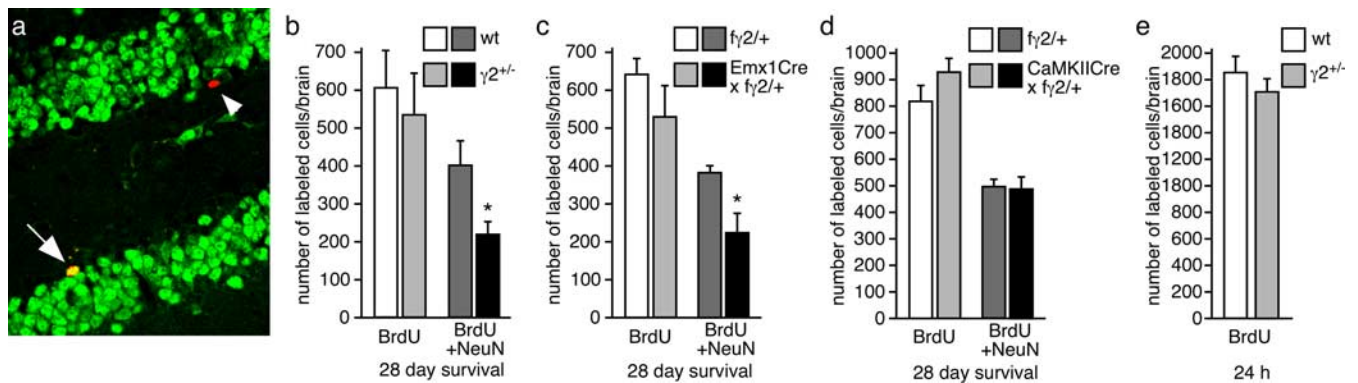 a
b
700
600
500
400
300
200
100
0
number of labeled cells/brain
wt
γ2+/-
*
BrdU
BrdU
+NeuN
28 day survival
c
700
600
500
400
300
200
100
0
number of labeled cells/brain
fγ2/+
Emx1Cre
x fγ2/+
*
BrdU
BrdU
+NeuN
28 day survival
d
1000
900
800
700
600
500
400
300
200
100
0
number of labeled cells/brain
fγ2/+
CaMKIICre
x fγ2/+
BrdU
BrdU
+NeuN
28 day survival
e
2000
1800
1600
1400
1200
1000
800
600
400
200
0
number of labeled cells/brain
wt
γ2+/-
BrdU
24 h